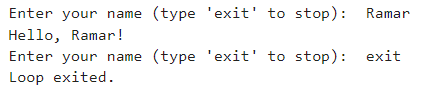 Enter your name (type 'exit' to stop):  Ramar
Hello, Ramar!
Enter your name (type 'exit' to stop):  exit
Loop exited.